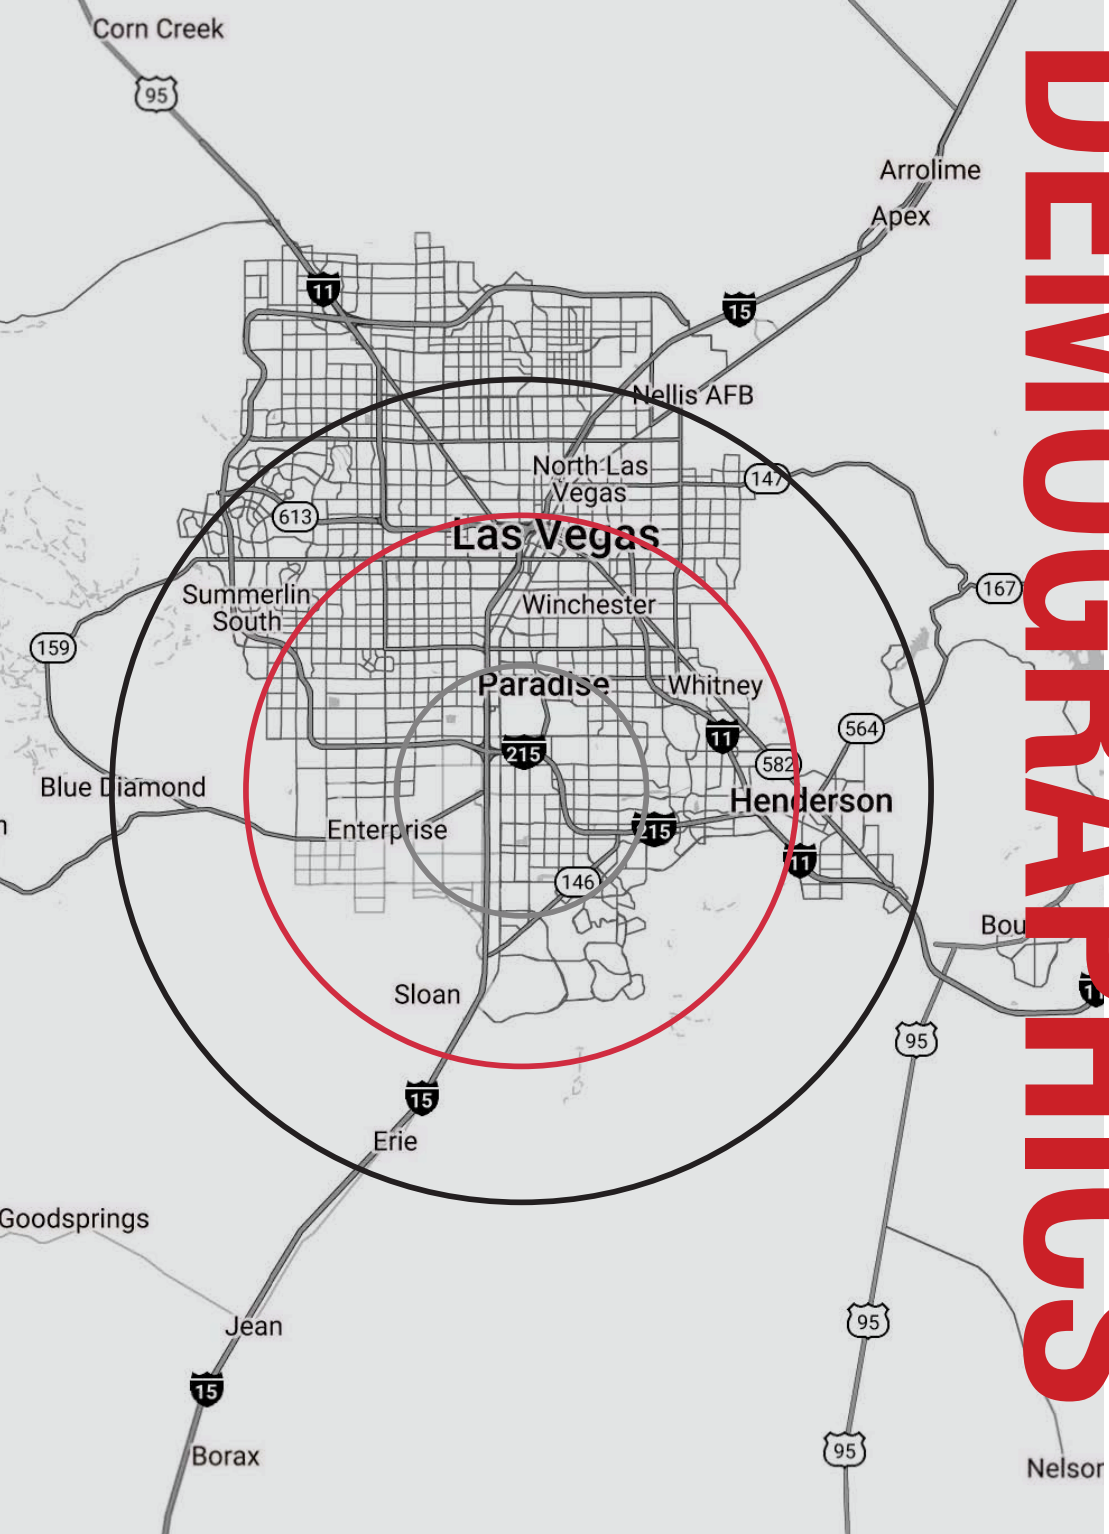 Corn Creek
95
Arrolime
Apex
11
15
Nellis AFB
North Las
Vegas
147
613
Las Vegas
167
Summerlin
South
Winchester
159
Paradise
Whitney
564
11
215
582
Blue Diamond
Henderson
Enterprise
215
11
146
Bou
Sloan
11
95
15
Erie
Goodsprings
95
Jean
15
95
Borax
Nelson
DEMOGRAPHICS